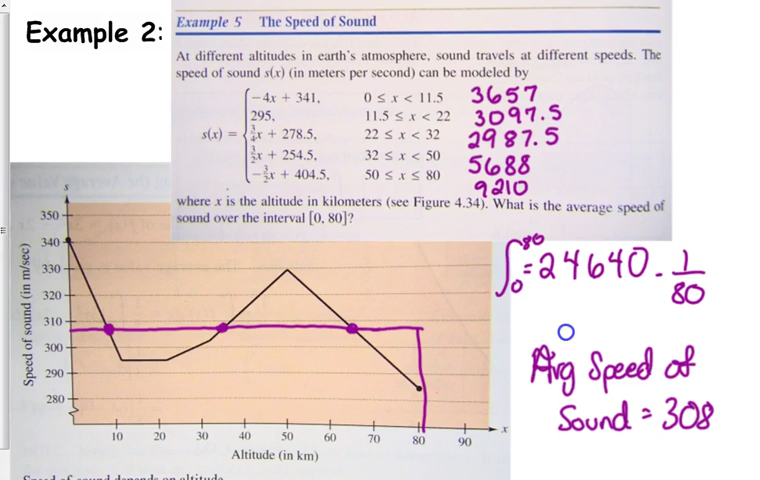 Example 2:
Example 5 The Speed of Sound
At different altitudes in earth's atmosphere, sound travels at different speeds. The
speed of sound s(x) (in meters per second) can be modeled by
s(x) =
-4x + 341, 0 ≤ x < 11.5 3657
295, 11.5 ≤ x < 22 3097.5
3/4x + 278.5, 22 ≤ x < 32 2987.5
3/2x + 254.5, 32 ≤ x < 50 5688
-3/2x + 404.5, 50 ≤ x ≤ 80 9210
where x is the altitude in kilometers (see Figure 4.34). What is the average speed of
sound over the interval [0, 80]?
∫₀⁸⁰ = 24640 · 1/80
Avg Speed of
Sound = 308
s
350
340
330
320
310
300
290
280
Speed of sound (in m/sec)
10 20 30 40 50 60 70 80 90
x
Altitude (in km)
Speed of sound depends on altitude